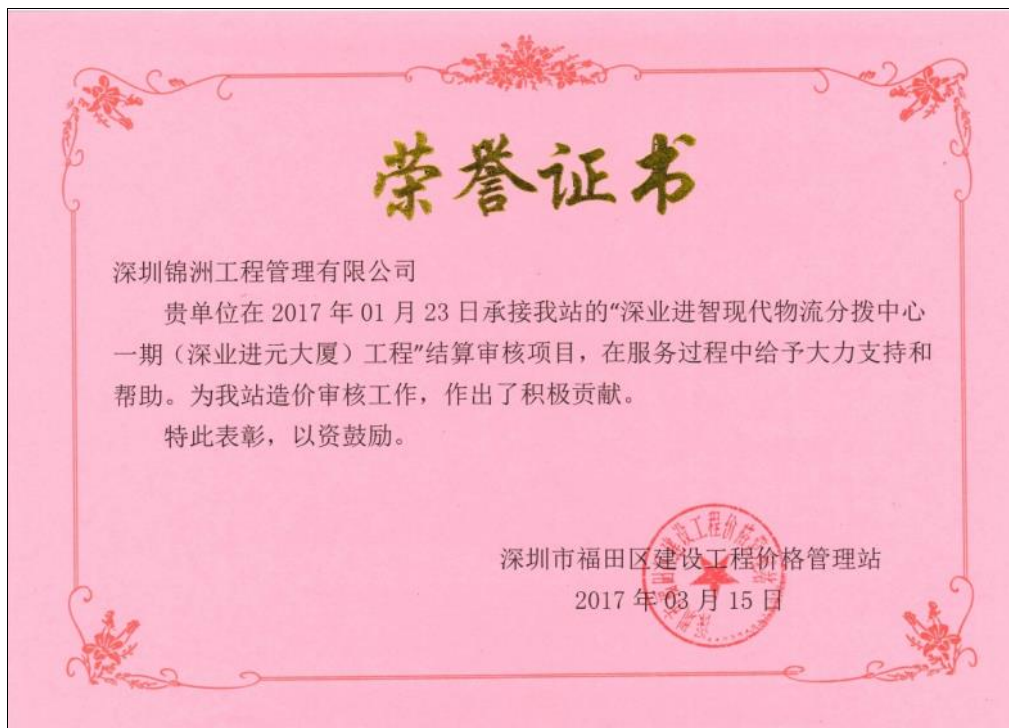 荣誉证书
深圳锦洲工程管理有限公司
贵单位在 2017 年 01 月 23 日承接我站的“深业进智现代物流分拨中心
一期（深业进元大厦）工程”结算审核项目，在服务过程中给予大力支持和
帮助。为我站造价审核工作，作出了积极贡献。
特此表彰，以资鼓励。
深圳市福田区建设工程价格管理站
2017 年 03 月 15 日